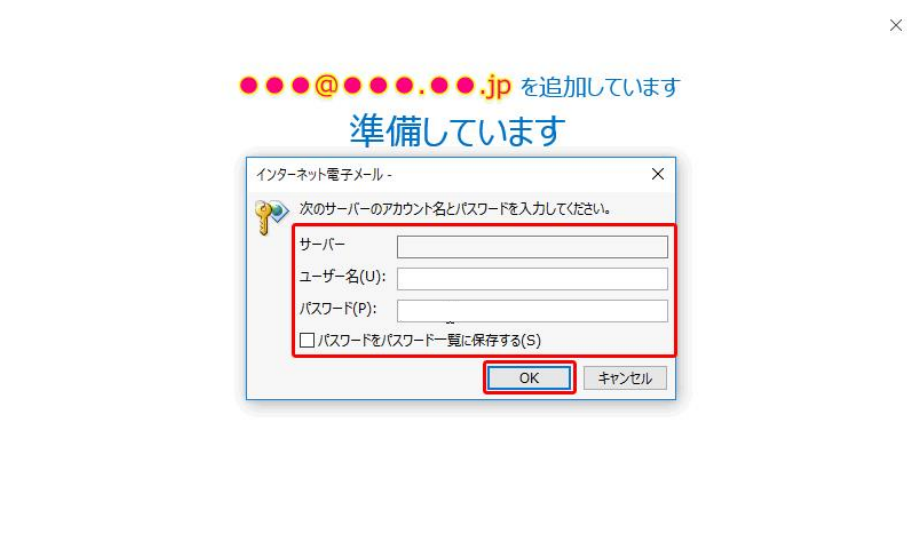 ●●●@●●●.●●.jp を追加しています
準備しています
インターネット電子メール -
次のサーバーのアカウント名とパスワードを入力してください。
サーバー
ユーザー名(U):
パスワード(P):
パスワードをパスワード一覧に保存する(S)
OK キャンセル